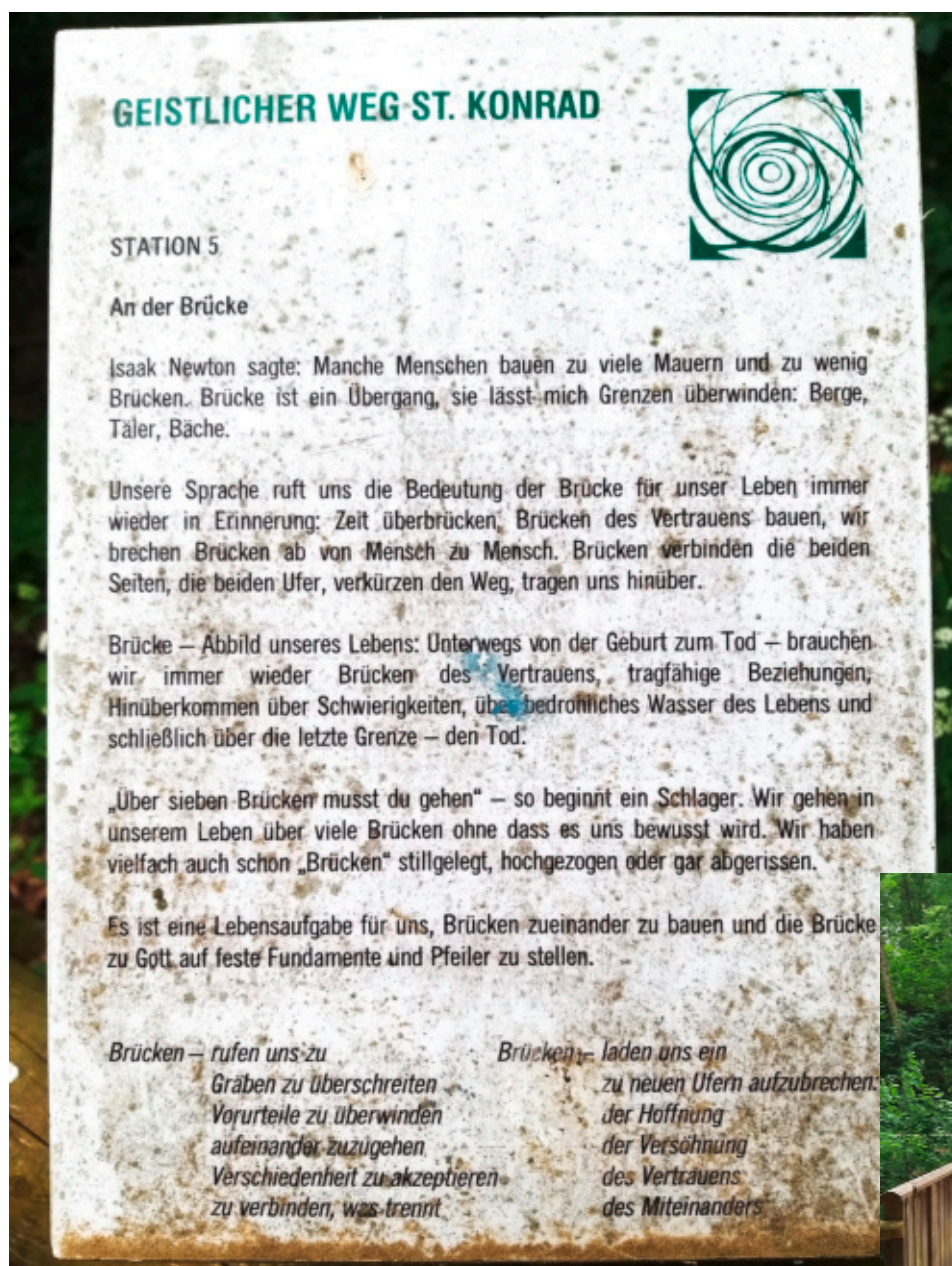 GEISTLICHER WEG ST. KONRAD
STATION 5
An der Brücke
Isaak Newton sagte: Manche Menschen bauen zu viele Mauern und zu wenig
Brücken. Brücke ist ein Übergang, sie lässt mich Grenzen überwinden: Berge,
Täler, Bäche.
Unsere Sprache ruft uns die Bedeutung der Brücke für unser Leben immer
wieder in Erinnerung: Zeit überbrücken, Brücken des Vertrauens bauen, wir
brechen Brücken ab von Mensch zu Mensch. Brücken verbinden die beiden
Seiten, die beiden Ufer, verkürzen den Weg, tragen uns hinüber.
Brücke – Abbild unseres Lebens: Unterwegs von der Geburt zum Tod – brauchen
wir immer wieder Brücken des Vertrauens, tragfähige Beziehungen,
Hinüberkommen über Schwierigkeiten, über bedrohliches Wasser des Lebens und
schließlich über die letzte Grenze – den Tod.
„Über sieben Brücken musst du gehen“ – so beginnt ein Schlager. Wir gehen in
unserem Leben über viele Brücken ohne dass es uns bewusst wird. Wir haben
vielfach auch schon „Brücken“ stillgelegt, hochgezogen oder gar abgerissen.
Es ist eine Lebensaufgabe für uns, Brücken zueinander zu bauen und die Brücke
zu Gott auf feste Fundamente und Pfeiler zu stellen.
Brücken – rufen uns zu
Gräben zu überschreiten
Vorurteile zu überwinden
aufeinander zuzugehen
Verschiedenheit zu akzeptieren
zu verbinden, was trennt
Brücken – laden uns ein
zu neuen Ufern aufzubrechen:
der Hoffnung
der Versöhnung
des Vertrauens
des Miteinanders